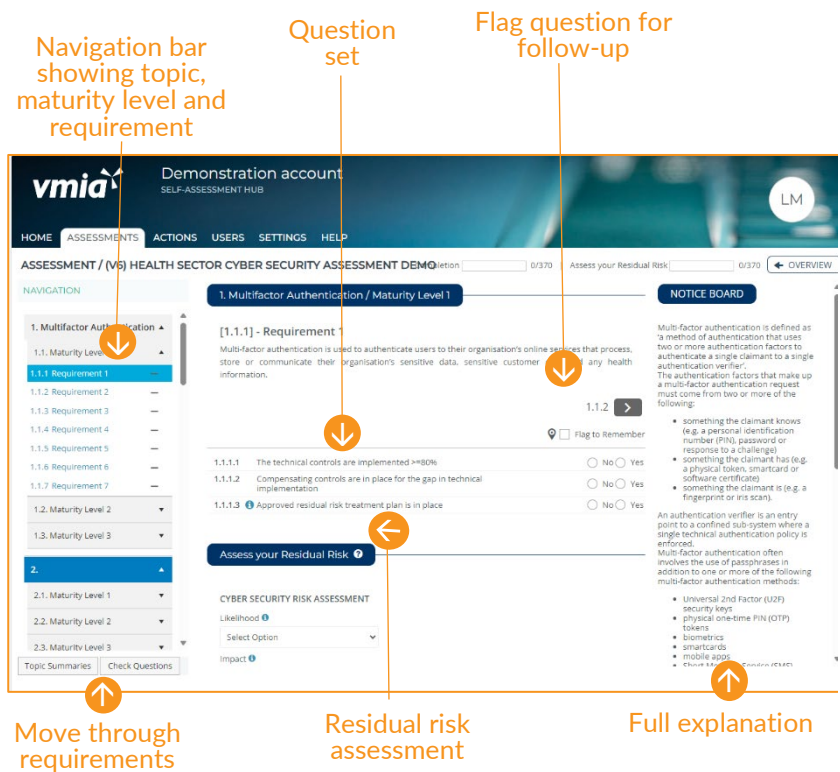 Navigation bar
showing topic,
maturity level and
requirement
Question
set
Flag question for
follow-up
vmia
Demonstration account
SELF-ASSESSMENT HUB
LM
HOME ASSESSMENTS ACTIONS USERS SETTINGS HELP
ASSESSMENT / (V6) HEALTH SECTOR CYBER SECURITY ASSESSMENT DEMO
0/370 Assess your Residual Risk 0/370 OVERVIEW
NAVIGATION
1. Multifactor Authentication
1.1. Maturity Level
1.1.1 Requirement 1
1.1.2 Requirement 2
1.1.3 Requirement 3
1.1.4 Requirement 4
1.1.5 Requirement 5
1.1.6 Requirement 6
1.1.7 Requirement 7
1.2. Maturity Level 2
1.3. Maturity Level 3
2.
2.1. Maturity Level 1
2.2. Maturity Level 2
2.3. Maturity Level 3
Topic Summaries Check Questions
1. Multifactor Authentication / Maturity Level 1
[1.1.1] - Requirement 1
Multi-factor authentication is used to authenticate users to their organisation's online services that process,
store or communicate their organisation's sensitive data, sensitive customer any health
information.
1.1.2
Flag to Remember
1.1.1.1 The technical controls are implemented >=80% No Yes
1.1.1.2 Compensating controls are in place for the gap in technical
implementation No Yes
1.1.1.3 Approved residual risk treatment plan is in place No Yes
Assess your Residual Risk
CYBER SECURITY RISK ASSESSMENT
Likelihood
Select Option
Impact
NOTICE BOARD
Multi-factor authentication is defined as
'a method of authentication that uses
two or more authentication factors to
authenticate a single claimant to a single
authentication verifier'.
The authentication factors that make up
a multi-factor authentication request
must come from two or more of the
following:
• something the claimant knows
(e.g. a personal identification
number (PIN), password or
response to a challenge)
• something the claimant has (e.g.
a physical token, smartcard or
software certificate)
• something the claimant is (e.g. a
fingerprint or iris scan).
An authentication verifier is an entry
point to a confined sub-system where a
single technical authentication policy is
enforced.
Multi-factor authentication often
involves the use of passphrases in
addition to one or more of the following
multi-factor authentication methods:
• Universal 2nd Factor (U2F)
security keys
• physical one-time PIN (OTP)
tokens
• biometrics
• smartcards
• mobile apps
• Short Service (SMS)
Move through
requirements
Residual risk
assessment
Full explanation